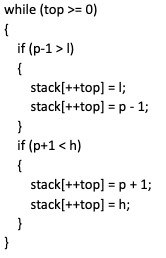 while (top >= 0)
{
if (p-1 > l)
{
stack[++top] = l;
stack[++top] = p - 1;
}
if (p+1 < h)
{
stack[++top] = p + 1;
stack[++top] = h;
}
}